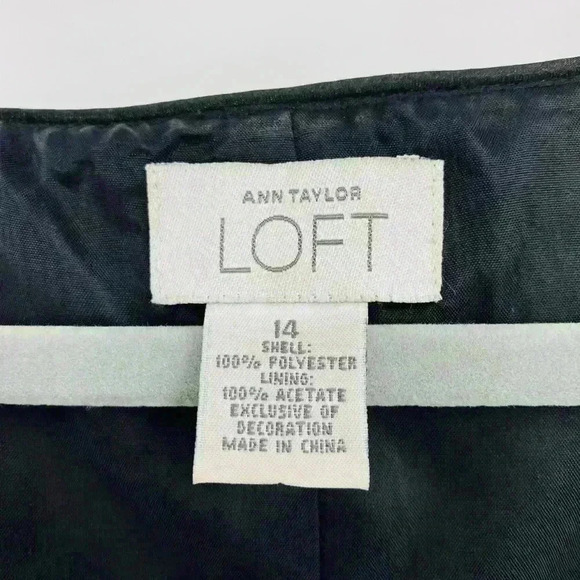 ANN TAYLOR
LOFT
14
SHELL:
100% POLYESTER
LINING:
100% ACETATE
EXCLUSIVE OF
DECORATION
MADE IN CHINA